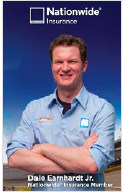 Nationwide®
Insurance
Dale Earnhardt Jr.
Nationwide® Insurance Member